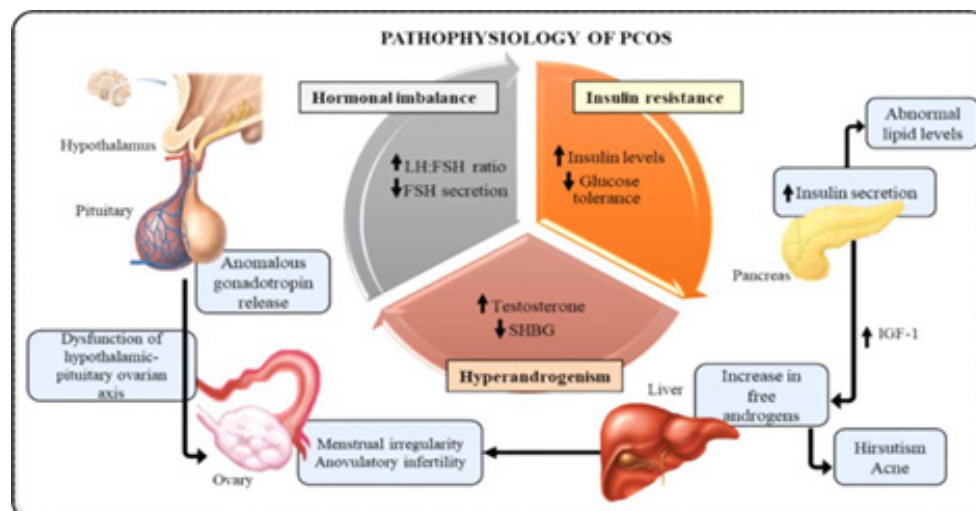 PATHOPHYSIOLOGY OF PCOS
Hormonal imbalance
Insulin resistance
Hypothalamus
Pituitary
↑ LH:FSH ratio
↓ FSH secretion
↑ Insulin levels
↓ Glucose
tolerance
Abnormal
lipid levels
↑ Insulin secretion
Pancreas
Anomalous
gonadotropin
release
↑ Testosterone
↓ SHBG
Hyperandrogenism
Dysfunction of
hypothalamic-
pituitary ovarian
axis
↑ IGF-1
Liver
Increase in
free
androgens
Menstrual irregularity
Anovulatory infertility
Ovary
Hirsutism
Acne